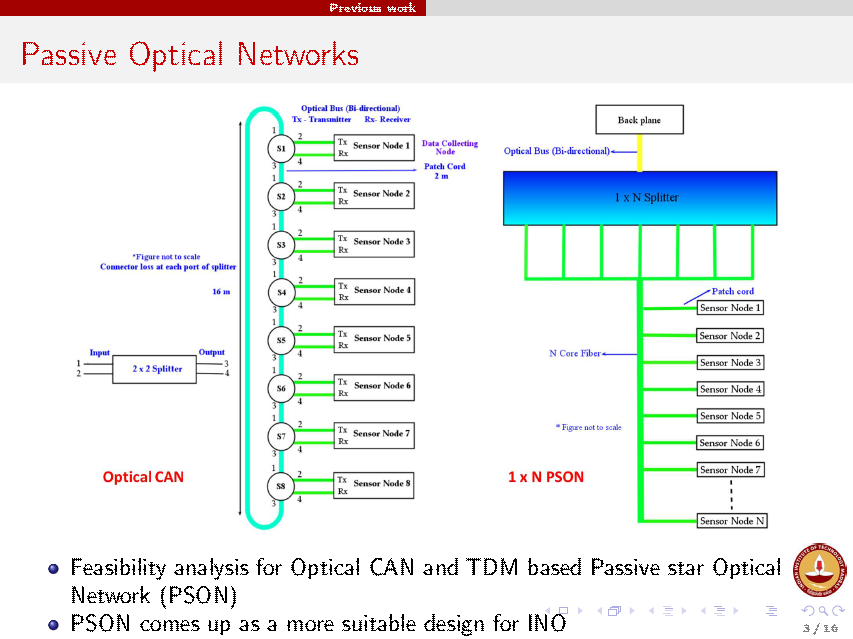 Previous work
Passive Optical Networks
Optical Bus (Bi-directional)
Tx - Transmitter Rx- Receiver
1
S1
2
Tx
Rx
Sensor Node 1
3
4
Data Collecting
Node
Patch Cord
2 m
1
S2
2
Tx
Rx
Sensor Node 2
3
4
1
S3
2
Tx
Rx
Sensor Node 3
3
4
*Figure not to scale
Connector loss at each port of splitter
16 m
1
S4
2
Tx
Rx
Sensor Node 4
3
4
1
S5
2
Tx
Rx
Sensor Node 5
3
4
Input
Output
1
2
2 x 2 Splitter
3
4
1
S6
2
Tx
Rx
Sensor Node 6
3
4
1
S7
2
Tx
Rx
Sensor Node 7
3
4
1
S8
2
Tx
Rx
Sensor Node 8
3
4
Optical CAN
Back plane
Optical Bus (Bi-directional)
1 x N Splitter
Patch cord
Sensor Node 1
Sensor Node 2
N Core Fiber
Sensor Node 3
Sensor Node 4
Sensor Node 5
* Figure not to scale
Sensor Node 6
Sensor Node 7
1 x N PSON
Sensor Node N
Feasibility analysis for Optical CAN and TDM based Passive star Optical
Network (PSON)
PSON comes up as a more suitable design for INO
3 / 16